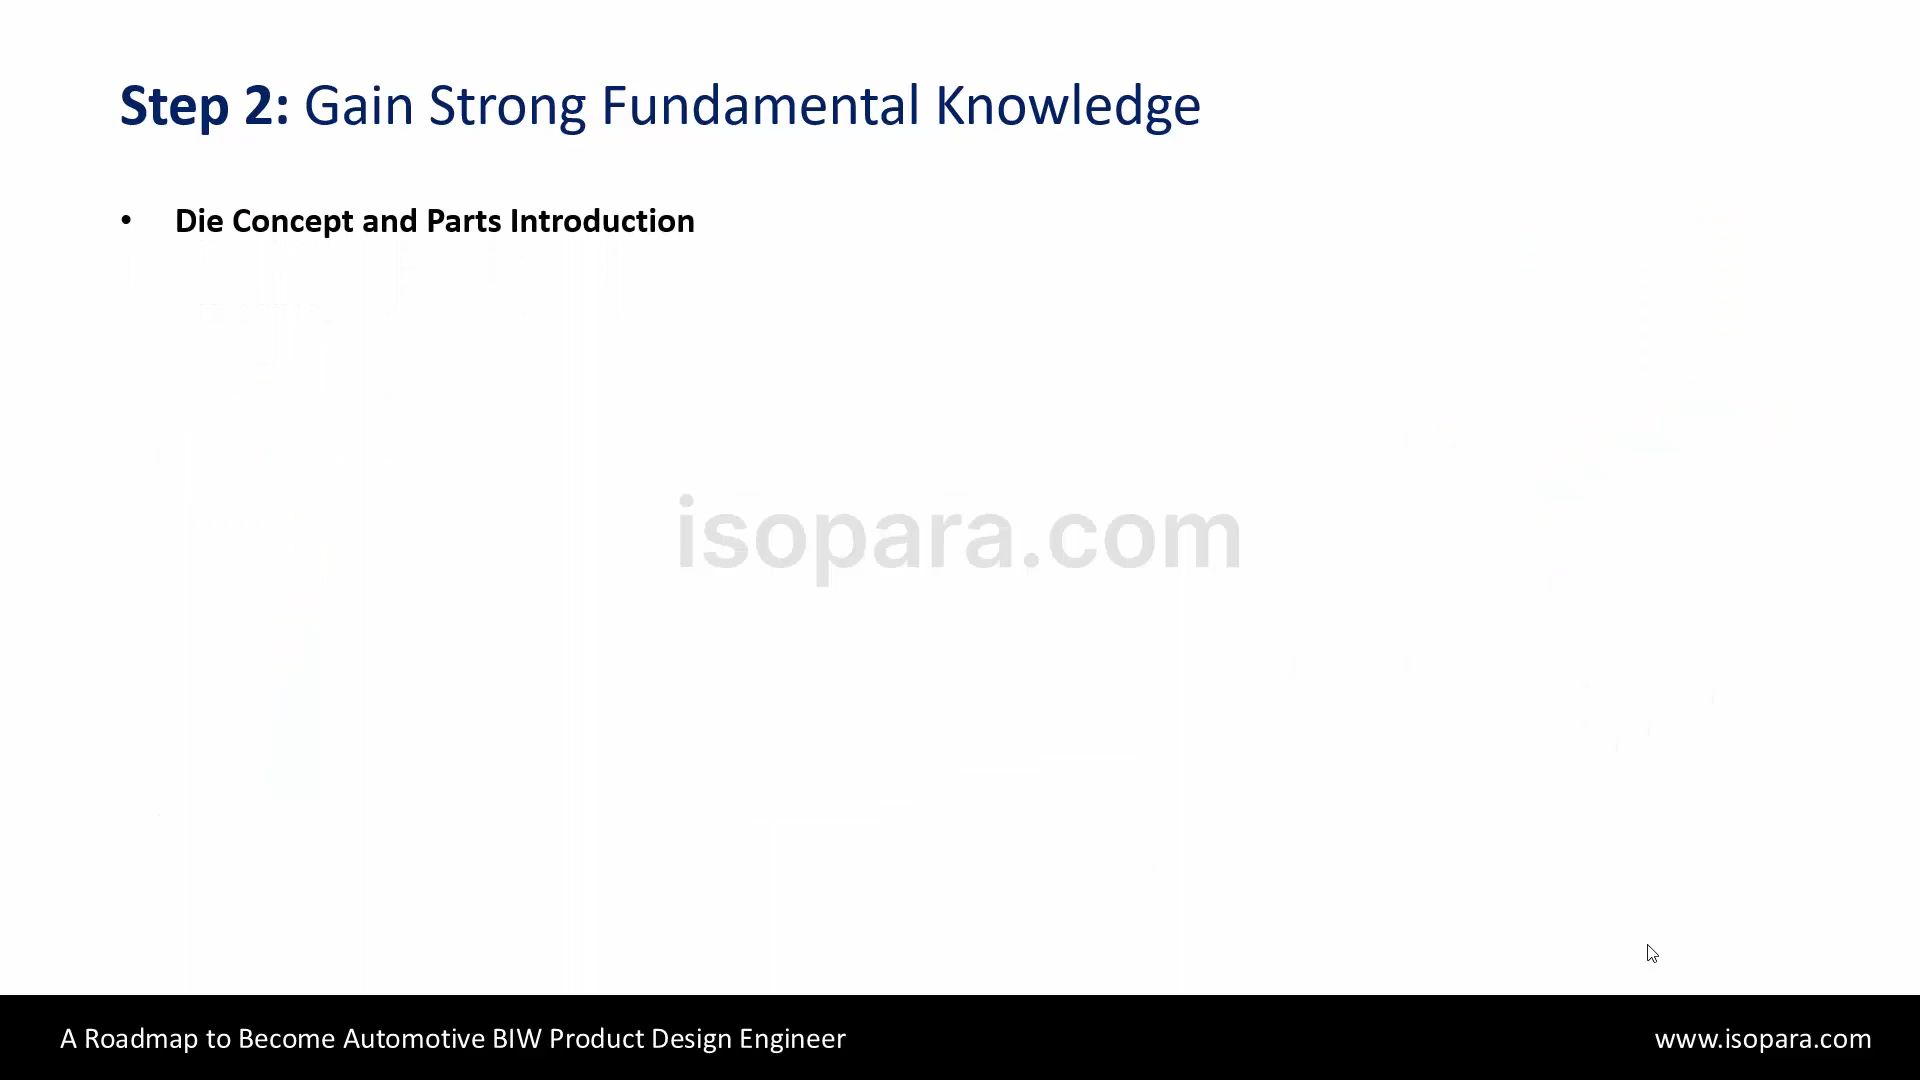 Step 2: Gain Strong Fundamental Knowledge
• Die Concept and Parts Introduction
isopara.com
A Roadmap to Become Automotive BIW Product Design Engineer
www.isopara.com